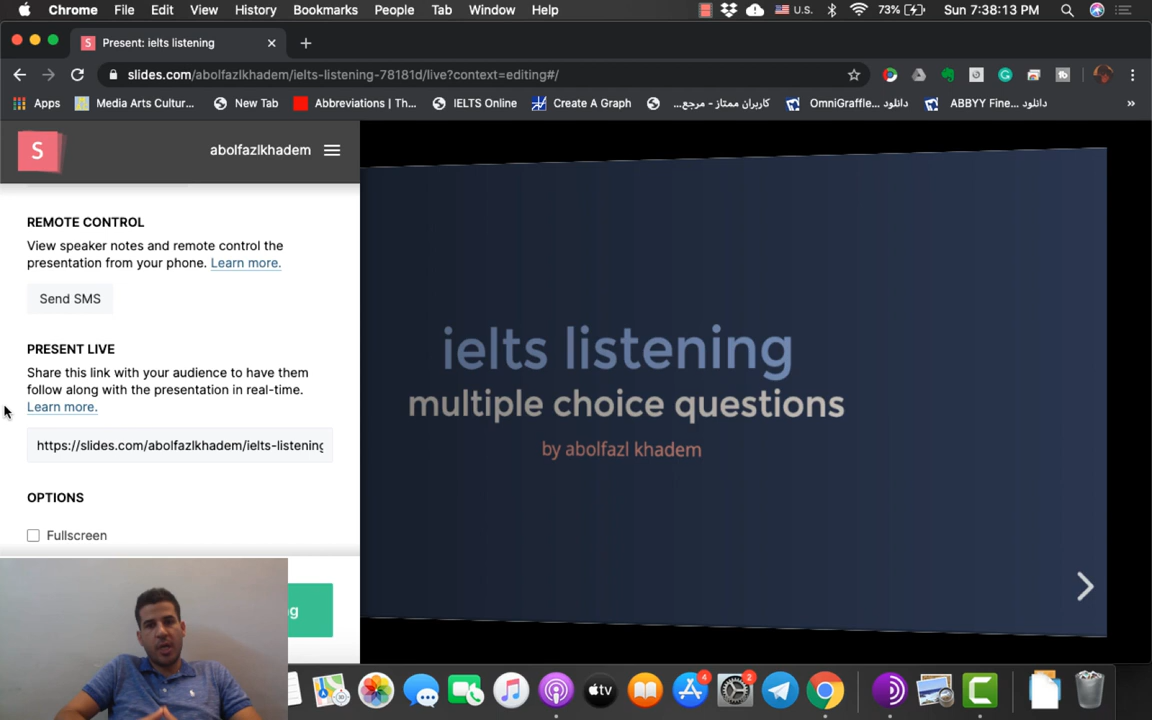 Chrome File Edit View History Bookmarks People Tab Window Help U.S. 73% Sun 7:38:13 PM
Present: ielts listening
slides.com/abolfazlkhadem/ielts-listening-78181d/live?context=editing#/
Apps Media Arts Cultur... New Tab Abbreviations | Th... IELTS Online Create A Graph کاربران ممتاز - مرجع... دانلود OmniGraffle... دانلود ABBYY Fine... »
S abolfazlkhadem
REMOTE CONTROL
View speaker notes and remote control the
presentation from your phone. Learn more.
Send SMS
PRESENT LIVE
Share this link with your audience to have them
follow along with the presentation in real-time.
Learn more.
https://slides.com/abolfazlkhadem/ielts-listening
OPTIONS
Fullscreen
ielts listening
multiple choice questions
by abolfazl khadem
tv
4
2